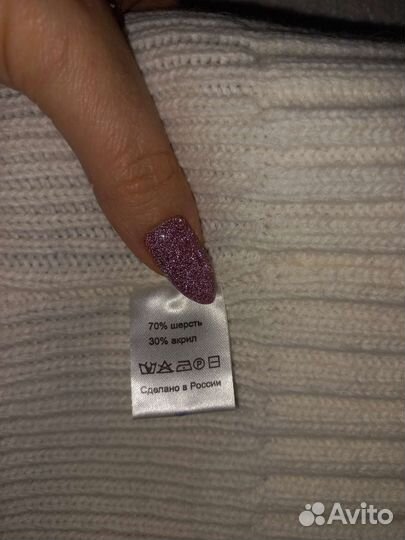 70% шерсть
30% акрил
Сделано в России
Avito